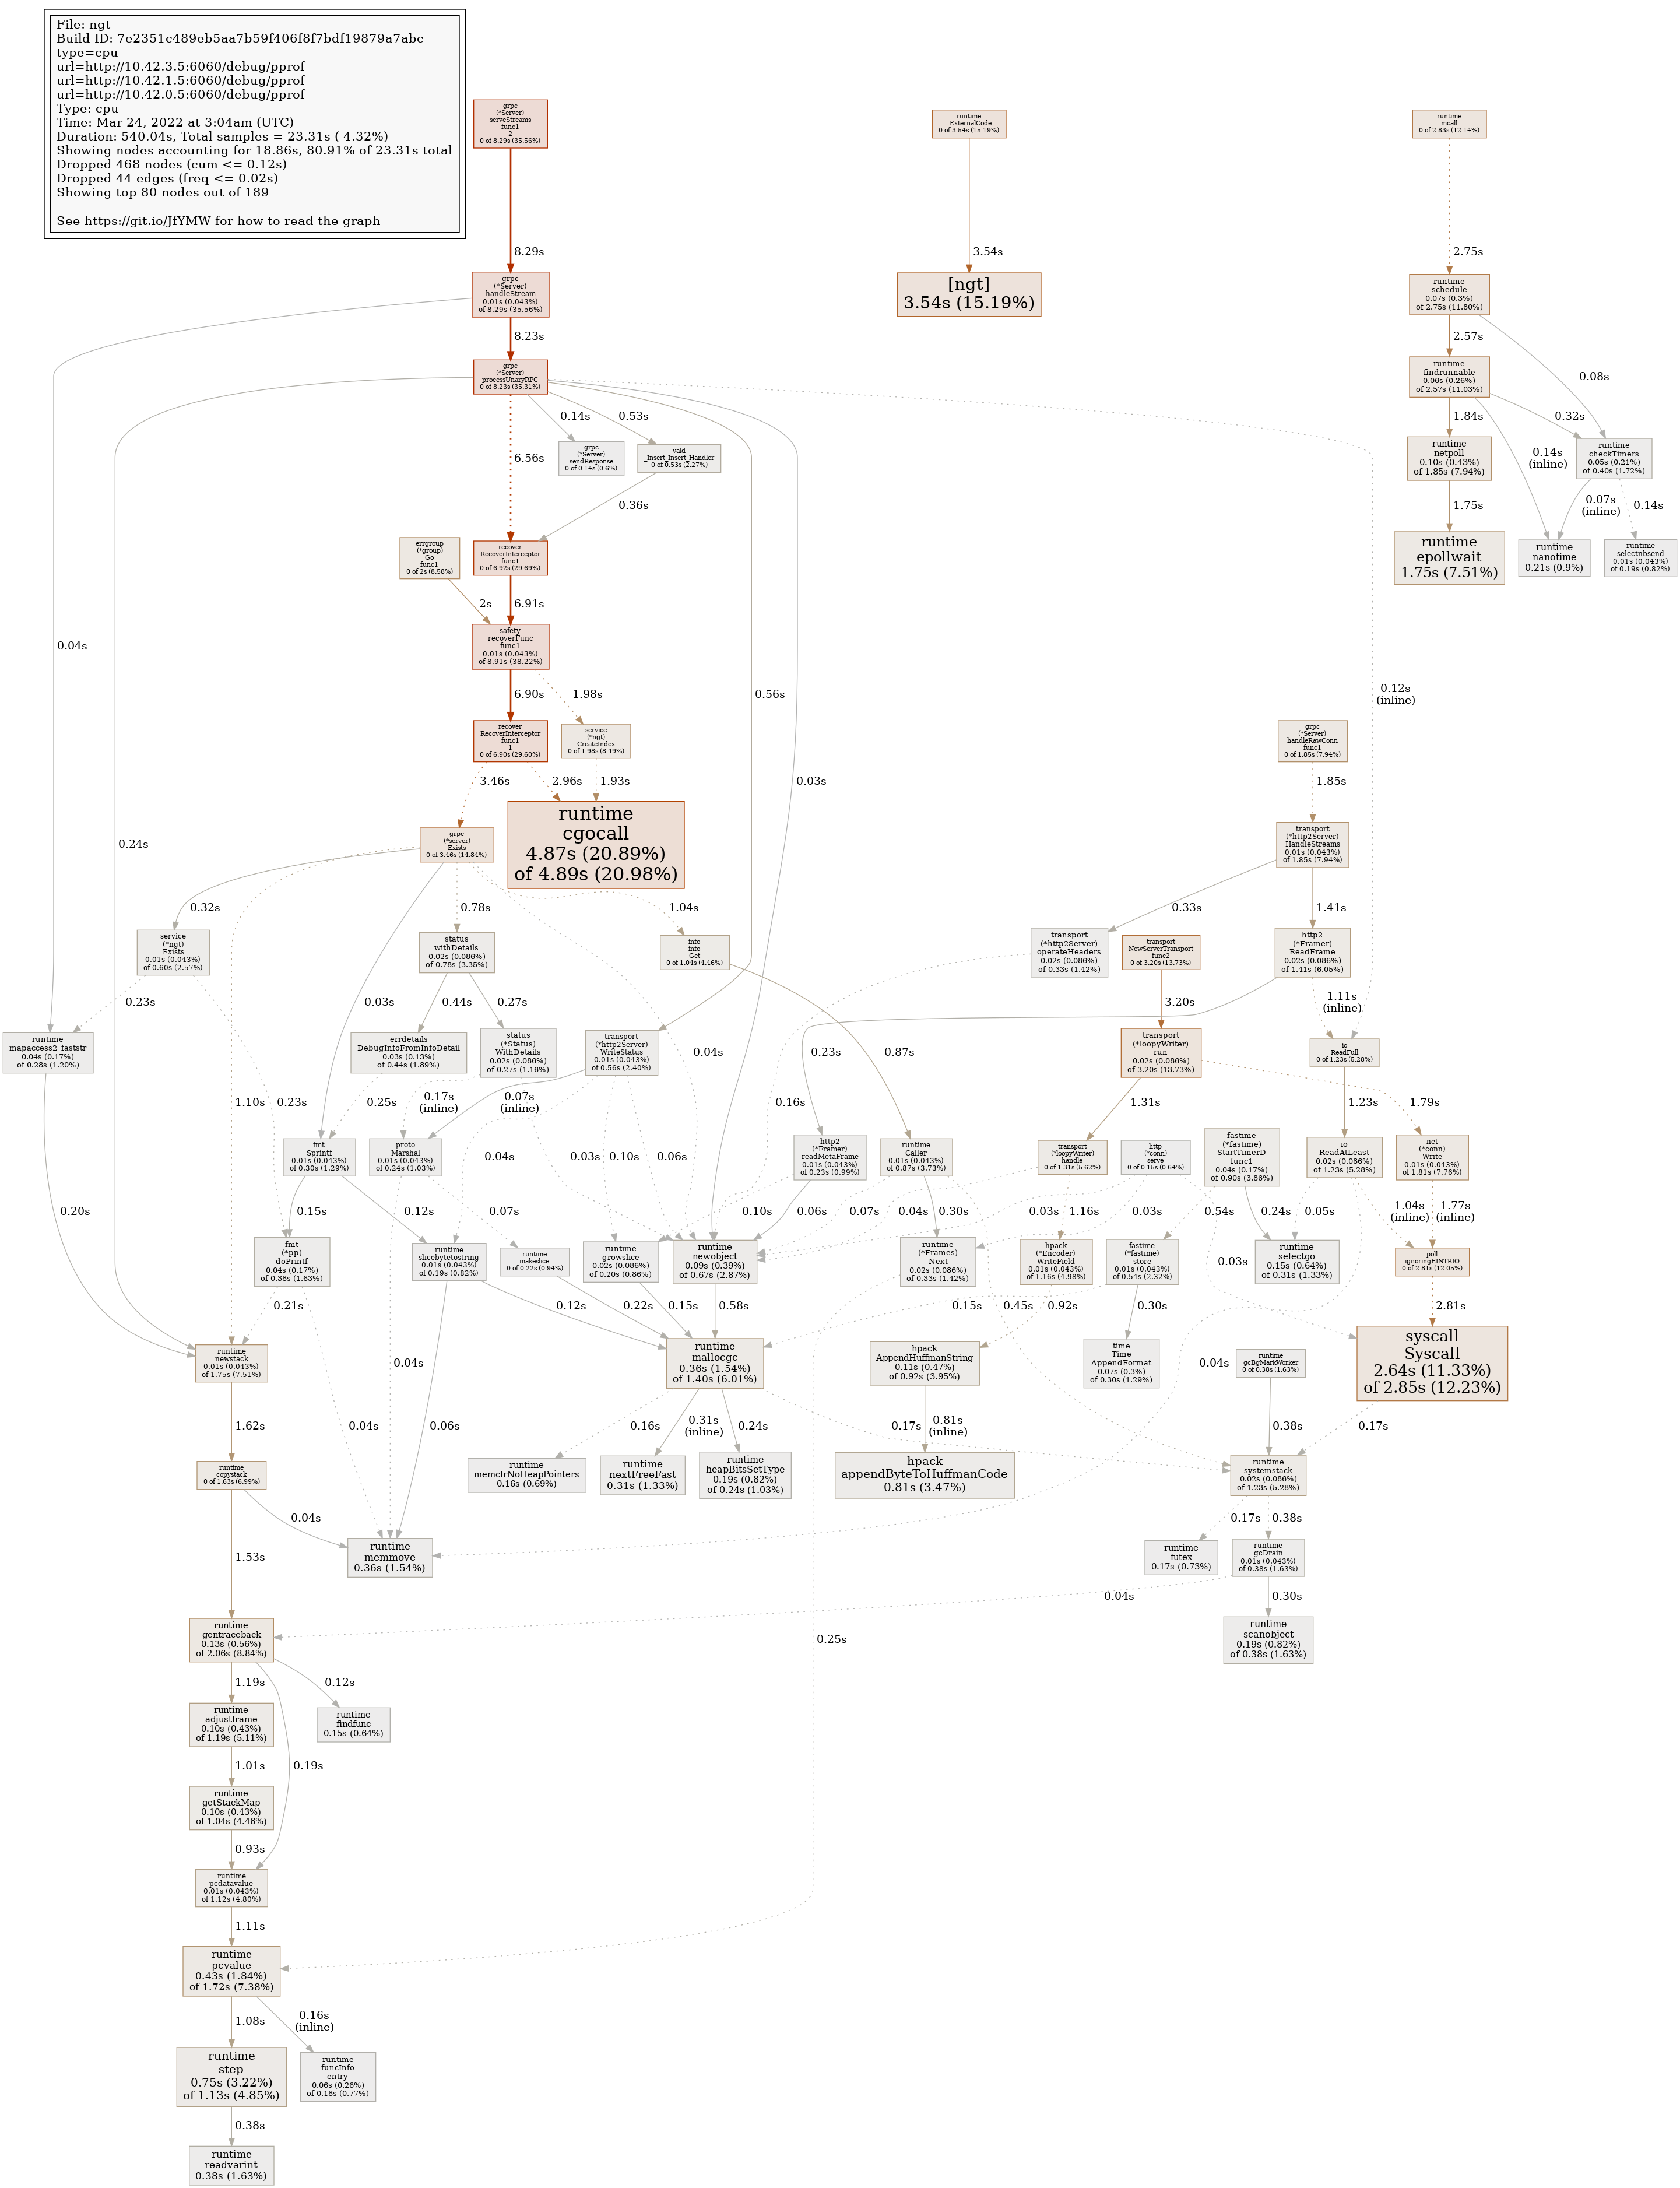 File: ngt
Build ID: 7e2351c489eb5aa7b59f406f8f7bdf19879a7abc
type=cpu
url=http://10.42.3.5:6060/debug/pprof
url=http://10.42.1.5:6060/debug/pprof
url=http://10.42.0.5:6060/debug/pprof
Type: cpu
Time: Mar 24, 2022 at 3:04am (UTC)
Duration: 540.04s, Total samples = 23.31s ( 4.32%)
Showing nodes accounting for 18.86s, 80.91% of 23.31s total
Dropped 468 nodes (cum <= 0.12s)
Dropped 44 edges (freq <= 0.02s)
Showing top 80 nodes out of 189
See https://git.io/JfYMW for how to read the graph
grpc
(*Server)
serveStreams
func1
2
0 of 8.29s (35.56%)
runtime
_ExternalCode
0 of 3.54s (15.19%)
runtime
mcall
0 of 2.83s (12.14%)
8.29s
3.54s
2.75s
grpc
(*Server)
handleStream
0.01s (0.043%)
of 8.29s (35.56%)
[ngt]
3.54s (15.19%)
runtime
schedule
0.07s (0.3%)
of 2.75s (11.80%)
8.23s
2.57s
0.08s
grpc
(*Server)
processUnaryRPC
0 of 8.23s (35.31%)
runtime
findrunnable
0.06s (0.26%)
of 2.57s (11.03%)
0.14s
0.53s
1.84s
0.32s
6.56s
grpc
(*Server)
sendResponse
0 of 0.14s (0.6%)
vald
_Insert_Insert_Handler
0 of 0.53s (2.27%)
runtime
netpoll
0.10s (0.43%)
of 1.85s (7.94%)
0.14s
(inline)
runtime
checkTimers
0.05s (0.21%)
of 0.40s (1.72%)
0.36s
1.75s
0.07s
(inline)
0.14s
errgroup
(*group)
Go
func1
0 of 2s (8.58%)
recover
RecoverInterceptor
func1
0 of 6.92s (29.69%)
runtime
epollwait
1.75s (7.51%)
runtime
nanotime
0.21s (0.9%)
runtime
selectnbsend
0.01s (0.043%)
of 0.19s (0.82%)
2s
6.91s
safety
recoverFunc
func1
0.01s (0.043%)
of 8.91s (38.22%)
0.04s
6.90s
1.98s
0.56s
0.12s
(inline)
recover
RecoverInterceptor
func1
1
0 of 6.90s (29.60%)
service
(*ngt)
CreateIndex
0 of 1.98s (8.49%)
grpc
(*Server)
handleRawConn
func1
0 of 1.85s (7.94%)
3.46s
2.96s
1.93s
0.03s
1.85s
grpc
(*server)
Exists
0 of 3.46s (14.84%)
runtime
cgocall
4.87s (20.89%)
of 4.89s (20.98%)
transport
(*http2Server)
HandleStreams
0.01s (0.043%)
of 1.85s (7.94%)
0.24s
0.32s
0.78s
1.04s
0.33s
1.41s
service
(*ngt)
Exists
0.01s (0.043%)
of 0.60s (2.57%)
status
withDetails
0.02s (0.086%)
of 0.78s (3.35%)
info
info
Get
0 of 1.04s (4.46%)
transport
(*http2Server)
operateHeaders
0.02s (0.086%)
of 0.33s (1.42%)
transport
NewServerTransport
func2
0 of 3.20s (13.73%)
http2
(*Framer)
ReadFrame
0.02s (0.086%)
of 1.41s (6.05%)
0.23s
0.03s
0.44s
0.27s
3.20s
1.11s
(inline)
runtime
mapaccess2_faststr
0.04s (0.17%)
of 0.28s (1.20%)
errdetails
DebugInfoFromInfoDetail
0.03s (0.13%)
of 0.44s (1.89%)
status
(*Status)
WithDetails
0.02s (0.086%)
of 0.27s (1.16%)
transport
(*http2Server)
WriteStatus
0.01s (0.043%)
of 0.56s (2.40%)
0.04s
0.23s
0.87s
transport
(*loopyWriter)
run
0.02s (0.086%)
of 3.20s (13.73%)
io
ReadFull
0 of 1.23s (5.28%)
1.10s
0.23s
0.25s
0.17s
(inline)
0.07s
(inline)
0.16s
1.31s
1.23s
1.79s
fmt
Sprintf
0.01s (0.043%)
of 0.30s (1.29%)
proto
Marshal
0.01s (0.043%)
of 0.24s (1.03%)
0.04s
0.03s
0.10s
0.06s
http2
(*Framer)
readMetaFrame
0.01s (0.043%)
of 0.23s (0.99%)
runtime
Caller
0.01s (0.043%)
of 0.87s (3.73%)
transport
(*loopyWriter)
handle
0 of 1.31s (5.62%)
http
(*conn)
serve
0 of 0.15s (0.64%)
fastime
(*fastime)
StartTimerD
func1
0.04s (0.17%)
of 0.90s (3.86%)
io
ReadAtLeast
0.02s (0.086%)
of 1.23s (5.28%)
net
(*conn)
Write
0.01s (0.043%)
of 1.81s (7.76%)
0.20s
0.15s
0.12s
0.07s
0.10s
0.06s
0.07s
0.30s
0.04s
0.03s
1.16s
0.03s
0.54s
0.24s
0.05s
1.04s
(inline)
1.77s
(inline)
fmt
(*pp)
doPrintf
0.04s (0.17%)
of 0.38s (1.63%)
runtime
slicebytetostring
0.01s (0.043%)
of 0.19s (0.82%)
runtime
makeslice
0 of 0.22s (0.94%)
runtime
growslice
0.02s (0.086%)
of 0.20s (0.86%)
runtime
newobject
0.09s (0.39%)
of 0.67s (2.87%)
runtime
(*Frames)
Next
0.02s (0.086%)
of 0.33s (1.42%)
hpack
(*Encoder)
WriteField
0.01s (0.043%)
of 1.16s (4.98%)
fastime
(*fastime)
store
0.01s (0.043%)
of 0.54s (2.32%)
runtime
selectgo
0.15s (0.64%)
of 0.31s (1.33%)
poll
ignoringEINTRIO
0 of 2.81s (12.05%)
0.03s
0.21s
0.12s
0.22s
0.15s
0.58s
0.15s
0.45s
0.92s
0.30s
2.81s
runtime
newstack
0.01s (0.043%)
of 1.75s (7.51%)
0.04s
runtime
mallocgc
0.36s (1.54%)
of 1.40s (6.01%)
hpack
AppendHuffmanString
0.11s (0.47%)
of 0.92s (3.95%)
time
Time
AppendFormat
0.07s (0.3%)
of 0.30s (1.29%)
0.04s
runtime
gcBgMarkWorker
0 of 0.38s (1.63%)
syscall
Syscall
2.64s (11.33%)
of 2.85s (12.23%)
1.62s
0.04s
0.06s
0.16s
0.31s
(inline)
0.24s
0.17s
0.81s
(inline)
0.38s
0.17s
runtime
copystack
0 of 1.63s (6.99%)
runtime
memclrNoHeapPointers
0.16s (0.69%)
runtime
nextFreeFast
0.31s (1.33%)
runtime
heapBitsSetType
0.19s (0.82%)
of 0.24s (1.03%)
hpack
appendByteToHuffmanCode
0.81s (3.47%)
runtime
systemstack
0.02s (0.086%)
of 1.23s (5.28%)
0.04s
0.17s
0.38s
1.53s
runtime
memmove
0.36s (1.54%)
runtime
futex
0.17s (0.73%)
runtime
gcDrain
0.01s (0.043%)
of 0.38s (1.63%)
0.04s
0.30s
runtime
gentraceback
0.13s (0.56%)
of 2.06s (8.84%)
0.25s
runtime
scanobject
0.19s (0.82%)
of 0.38s (1.63%)
1.19s
0.12s
runtime
adjustframe
0.10s (0.43%)
of 1.19s (5.11%)
runtime
findfunc
0.15s (0.64%)
1.01s
0.19s
runtime
getStackMap
0.10s (0.43%)
of 1.04s (4.46%)
0.93s
runtime
pcdatavalue
0.01s (0.043%)
of 1.12s (4.80%)
1.11s
runtime
pcvalue
0.43s (1.84%)
of 1.72s (7.38%)
1.08s
0.16s
(inline)
runtime
step
0.75s (3.22%)
of 1.13s (4.85%)
runtime
funcInfo
entry
0.06s (0.26%)
of 0.18s (0.77%)
0.38s
runtime
readvarint
0.38s (1.63%)